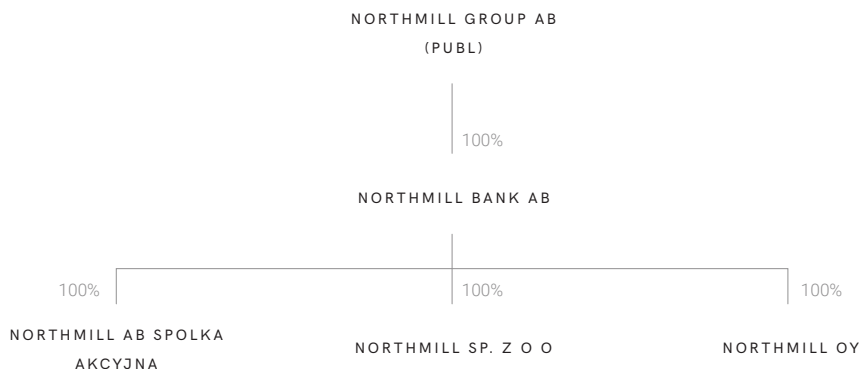 NORTHMILL GROUP AB
(PUBL)
100%
NORTHMILL BANK AB
100%
100%
100%
NORTHMILL AB SPOLKA
AKCYJNA
NORTHMILL SP. Z O O
NORTHMILL OY